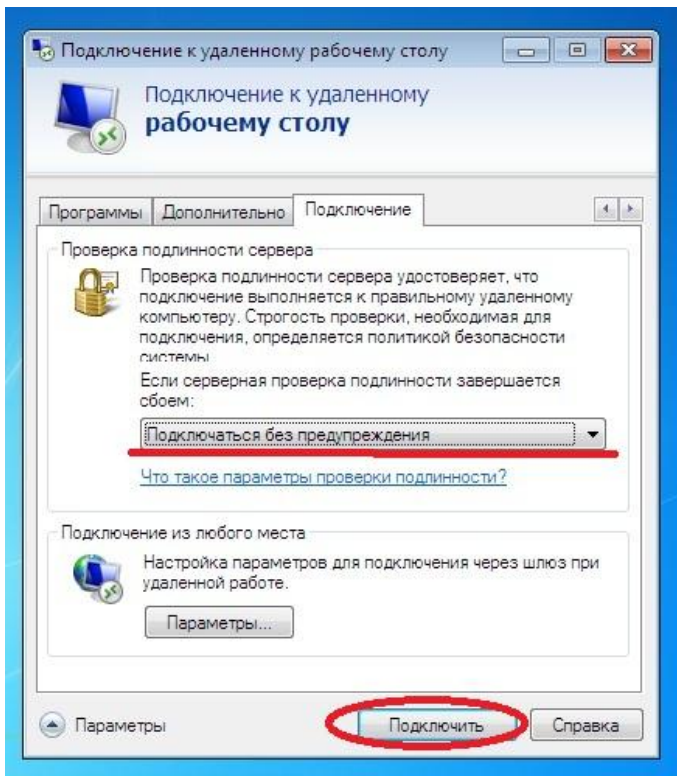 Подключение к удаленному рабочему столу
Подключение к удаленному
рабочему столу
Программы Дополнительно Подключение
Проверка подлинности сервера
Проверка подлинности сервера удостоверяет, что
подключение выполняется к правильному удаленному
компьютеру. Строгость проверки, необходимая для
подключения, определяется политикой безопасности
системы
Если серверная проверка подлинности завершается
сбоем:
Подключаться без предупреждения
Что такое параметры проверки подлинности?
Подключение из любого места
Настройка параметров для подключения через шлюз при
удаленной работе.
Параметры...
Параметры Подключить Справка